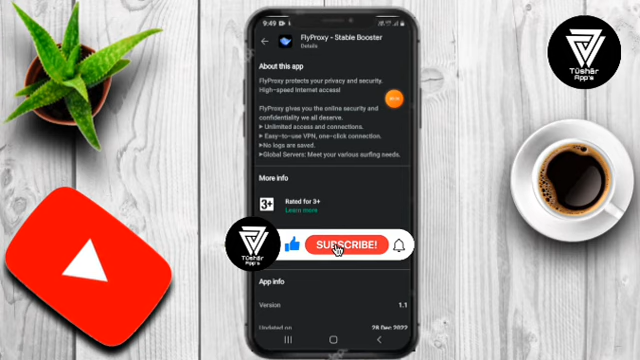 9:49
FlyProxy - Stable Booster
Details
About this app
FlyProxy protects your privacy and security.
High-speed Internet access!
FlyProxy gives you the online security and
confidentiality we all deserve.
▸ Unlimited access and connections.
▸ Easy-to-use VPN, one-click connection.
▸No logs are saved.
▸Global Servers: Meet your various surfing needs.
More info
3+
Rated for 3+
Learn more
SUBSCRIBE!
Tüshär
App's
App info
Version 1.1
Updated on 26 Dec 2022
Tüshär
App's